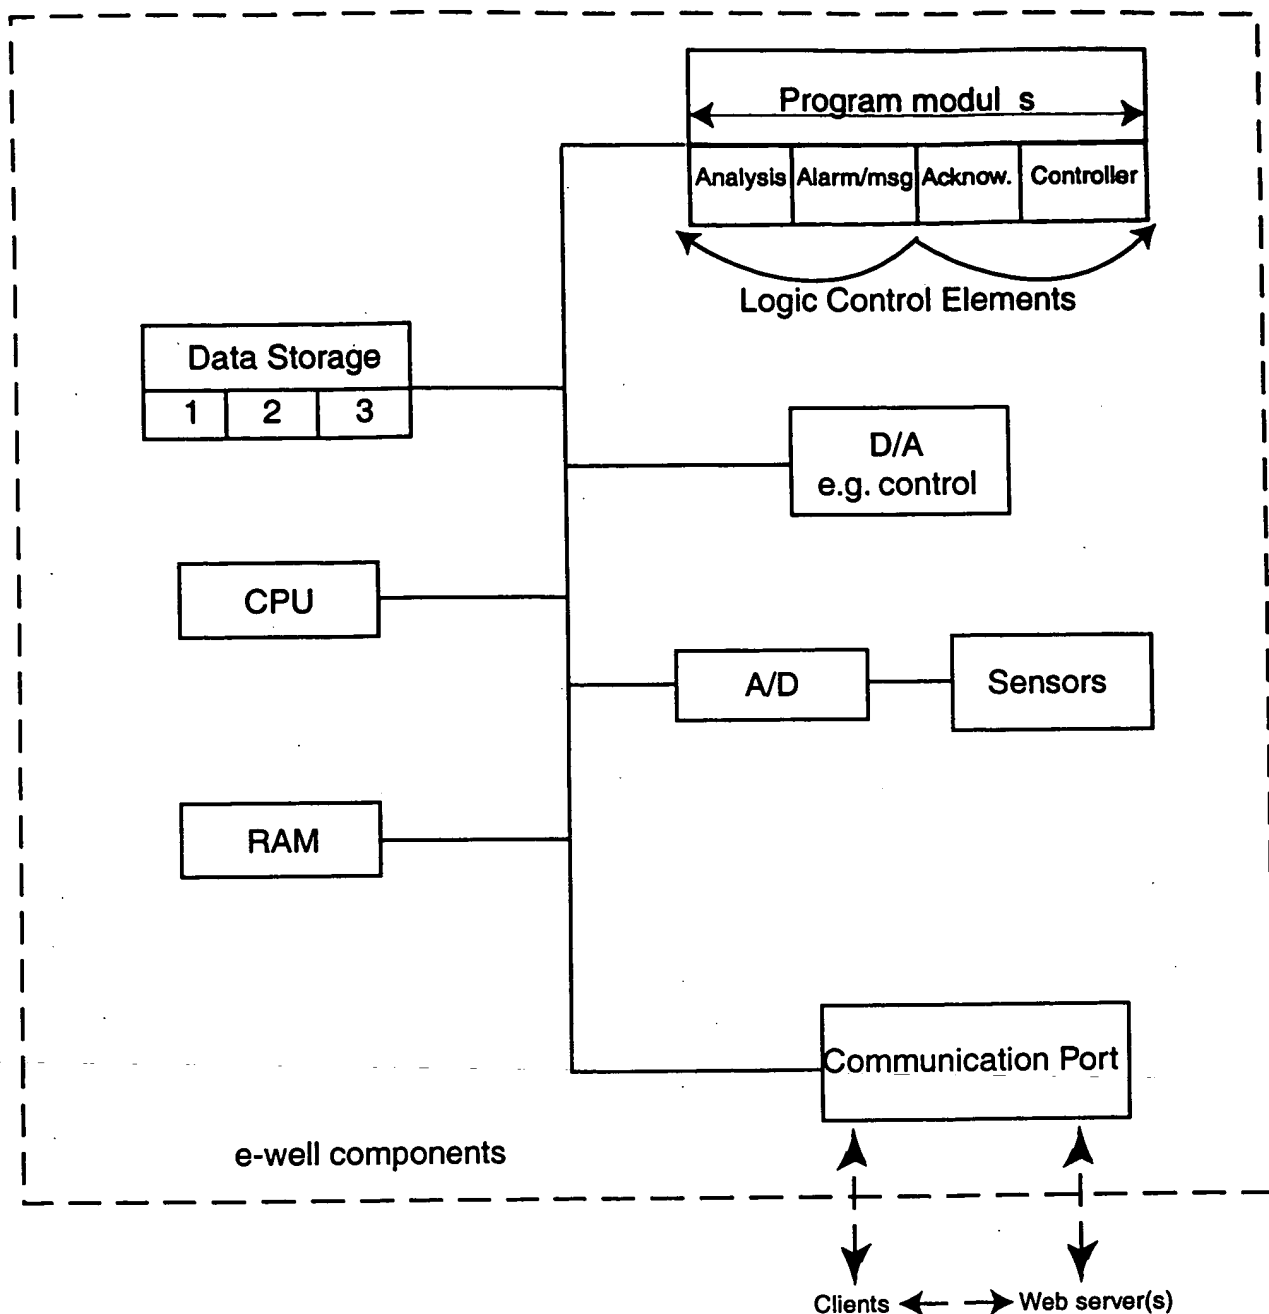 Program modul s
Analysis Alarm/msg Acknow. Controller
Logic Control Elements
Data Storage
1 2 3
D/A
e.g. control
CPU
A/D
Sensors
RAM
Communication Port
e-well components
Clients
Web server(s)